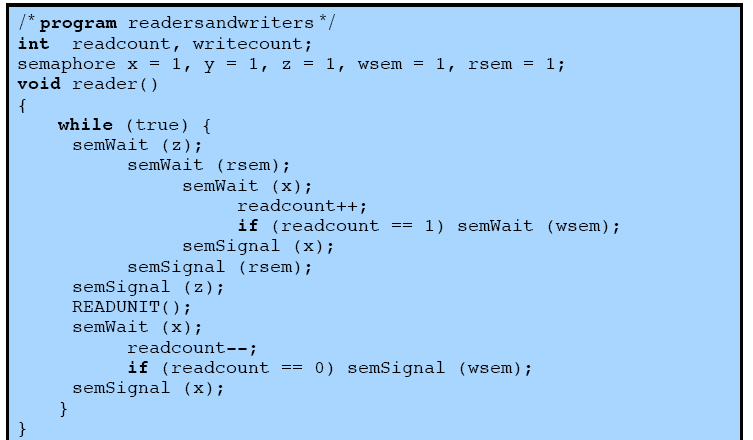 /* program readersandwriters */
int readcount, writecount;
semaphore x = 1, y = 1, z = 1, wsem = 1, rsem = 1;
void reader()
{
while (true) {
semWait (z);
semWait (rsem);
semWait (x);
readcount++;
if (readcount == 1) semWait (wsem);
semSignal (x);
semSignal (rsem);
semSignal (z);
READUNIT();
semWait (x);
readcount--;
if (readcount == 0) semSignal (wsem);
semSignal (x);
}
}